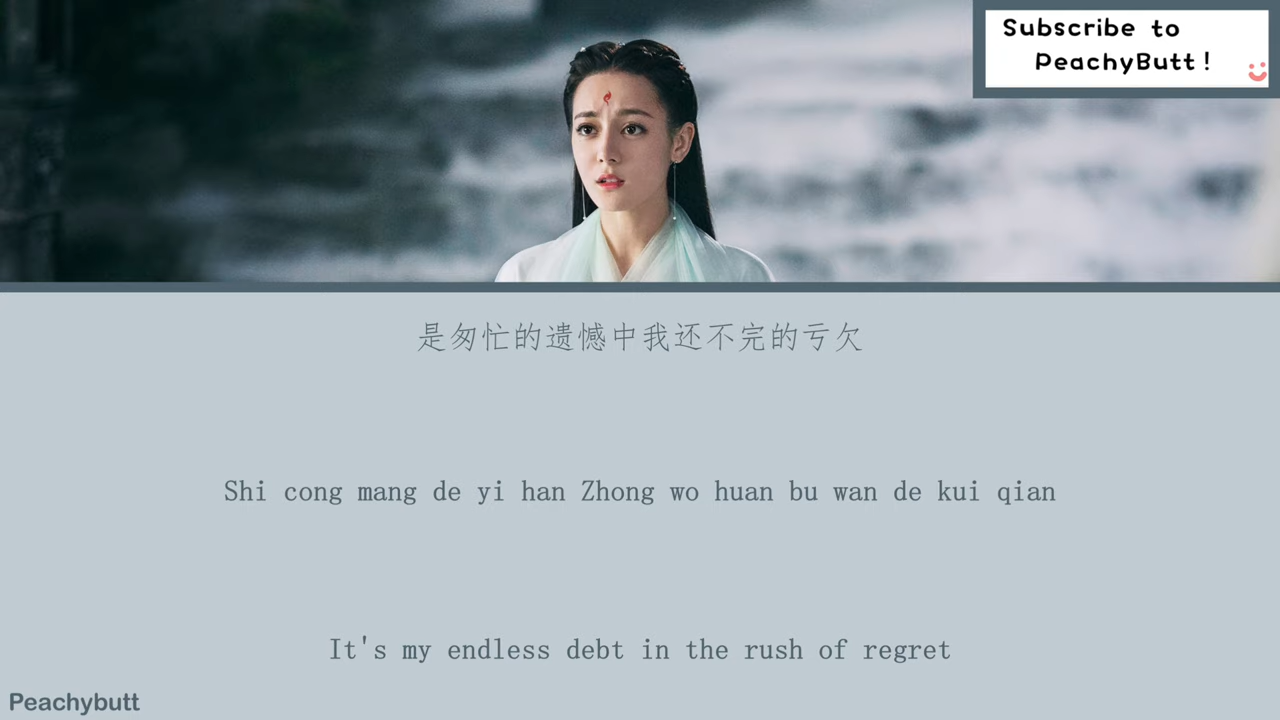 Subscribe to
PeachyButt!
是匆忙的遗憾中我还不完的亏欠
Shi cong mang de yi han Zhong wo huan bu wan de kui qian
It's my endless debt in the rush of regret
Peachybutt